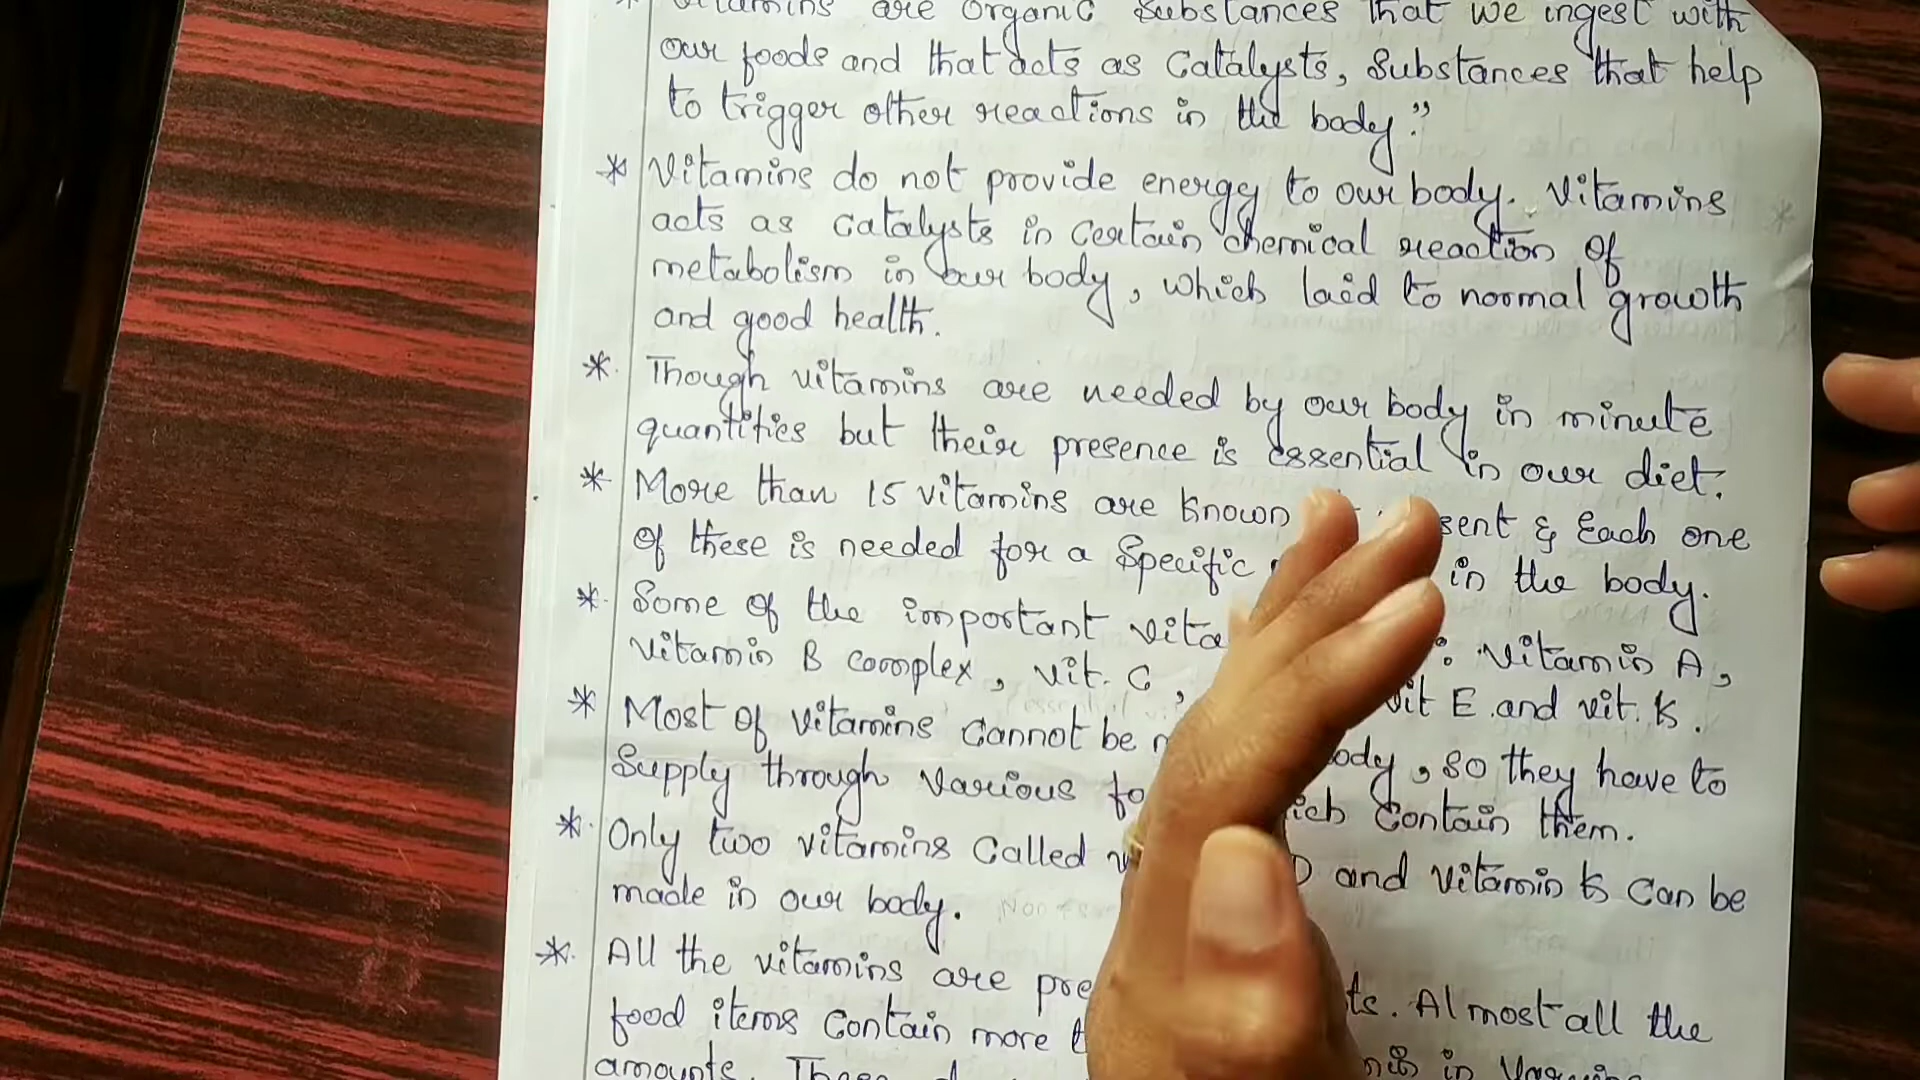 * Vitamins are organic substances that we ingest with
our foods and that acts as catalysts, substances that help
to trigger other reactions in the body."
* Vitamins do not provide energy to our body. Vitamins
acts as catalysts in certain chemical reaction of
metabolism in our body, which laid to normal growth
and good health.
* Though vitamins are needed by our body in minute
quantities but their presence is essential in our diet.
* More than 15 vitamins are known sent & Each one
of these is needed for a specific in the body.
* Some of the important vita : Vitamin A,
Vitamin B complex, vit. C, vit E and vit. K.
* Most of vitamins cannot be ody, so they have to
supply through various fo ich contain them.
* Only two vitamins called D and vitamin K can be
made in our body.
* All the vitamins are pre ts. Almost all the
food items contain more
amounts. in